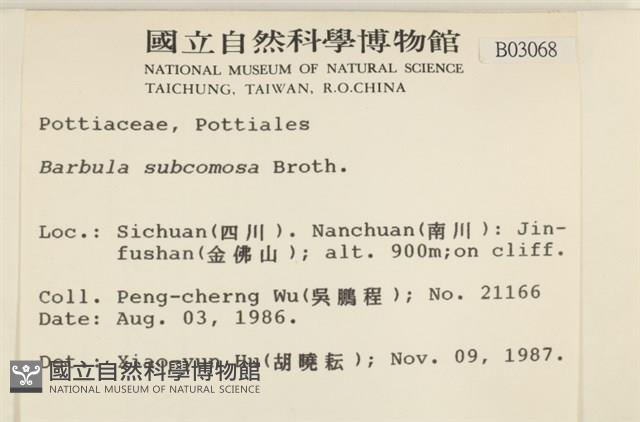 國立自然科學博物館
B03068
NATIONAL MUSEUM OF NATURAL SCIENCE
TAICHUNG, TAIWAN, R.O.CHINA
Pottiaceae, Pottiales
Barbula subcomosa Broth.
Loc.: Sichuan(四川). Nanchuan(南川): Jin-
fushan(金佛山); alt. 900m;on cliff.
Coll. Peng-cherng Wu(吳鵬程); No. 21166
Date: Aug. 03, 1986.
Det.: Xiao-yun Hu(胡曉耘); Nov. 09, 1987.
國立自然科學博物館
NATIONAL MUSEUM OF NATURAL SCIENCE